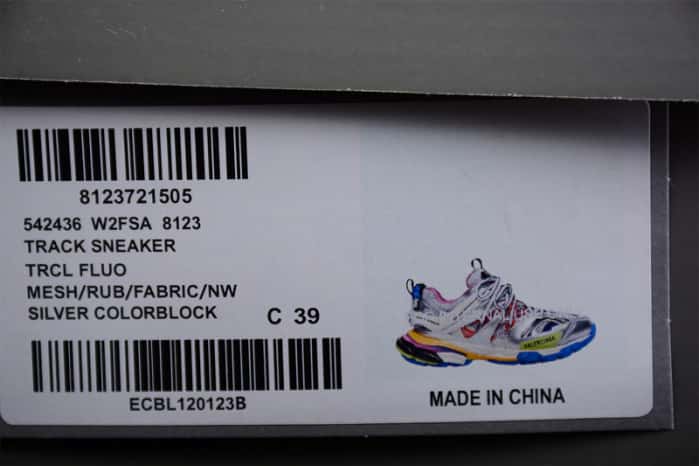 8123721505
542436 W2FSA 8123
TRACK SNEAKER
TRCL FLUO
MESH/RUB/FABRIC/NW
SILVER COLORBLOCK
C 39
ECBL120123B
BALENCIAGA
MADE IN CHINA